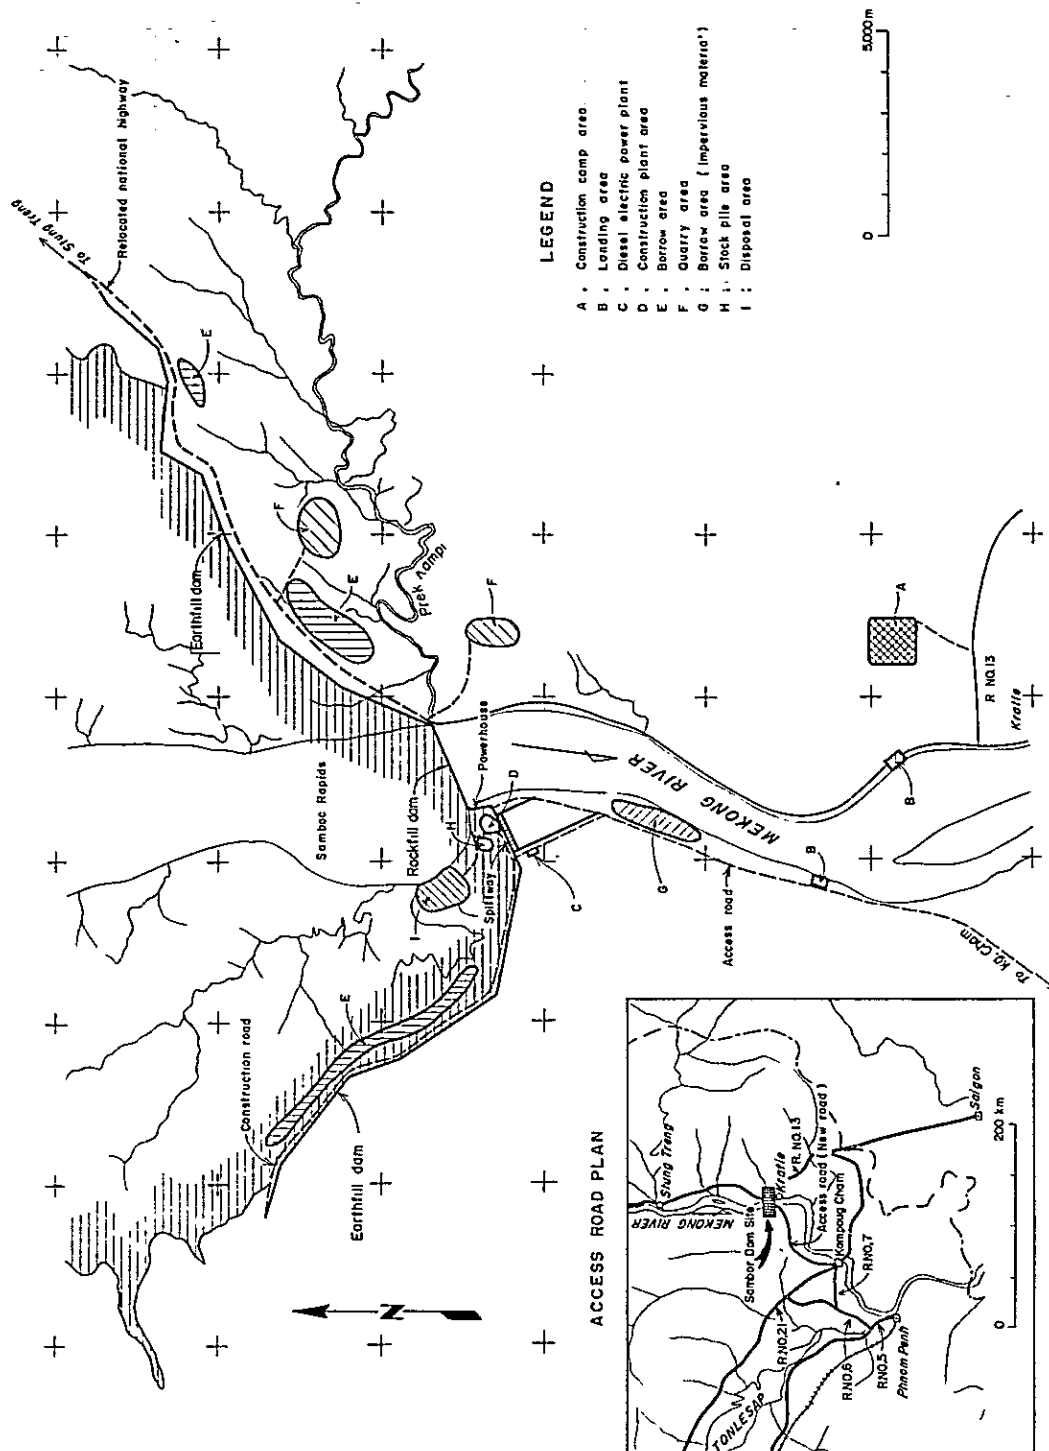 To Stung Treng
Relocated national highway
E
Earthfill dam
F
E
Prek Kampi
F
Sambac Rapids
Rockfill dam
Powerhouse
H
D
I
Spillway
C
Construction road
E
Earthfill dam
MEKONG RIVER
G
Access road
B
B
To Kg. Cham
A
R NO.13
Kratie
N
LEGEND
A . Construction camp area
B . Landing area
C . Diesel electric power plant
D . Construction plant area
E . Borrow area
F . Quarry area
G ; Borrow area (Impervious material)
H ; Stock pile area
I ; Disposal area
0 5,000 m
ACCESS ROAD PLAN
Stung Treng
MEKONG RIVER
Sambor Dam Site
Kratie
R.NO.13
Access road (New road)
Kompoug Cham
R.NO.7
R.NO.21
R.NO.6
R.NO.5
Phnom Penh
TONLESAP
Saigon
0 200 km